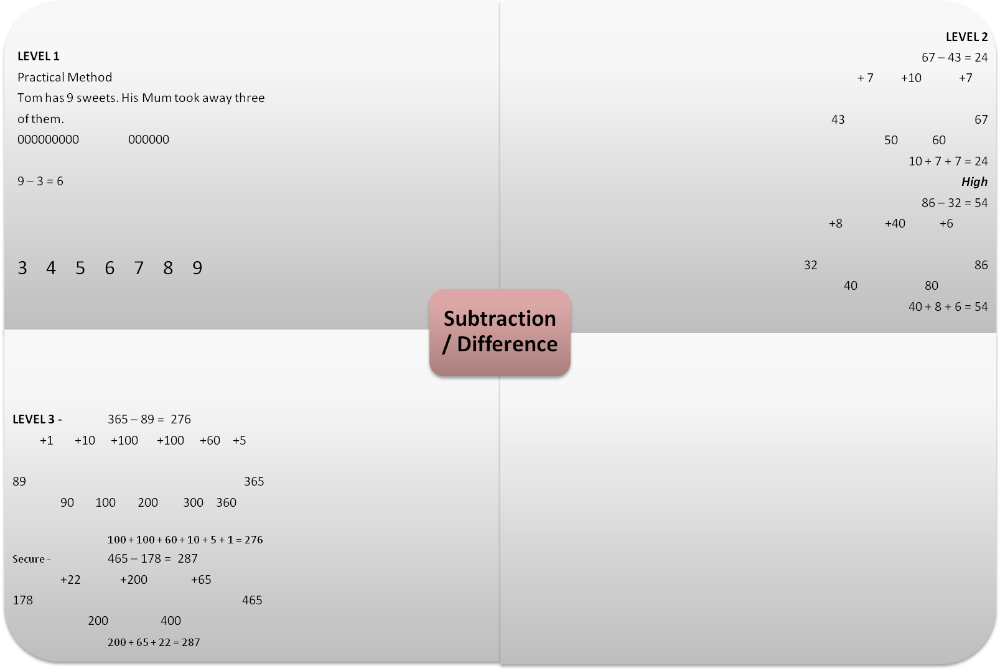 LEVEL 1
Practical Method
Tom has 9 sweets. His Mum took away three
of them.
000000000 000000
9 – 3 = 6
3 4 5 6 7 8 9
LEVEL 2
67 – 43 = 24
+ 7 +10 +7
43 67
50 60
10 + 7 + 7 = 24
High
86 – 32 = 54
+8 +40 +6
32 86
40 80
40 + 8 + 6 = 54
Subtraction
/ Difference
LEVEL 3 - 365 – 89 = 276
+1 +10 +100 +100 +60 +5
89 365
90 100 200 300 360
100 + 100 + 60 + 10 + 5 + 1 = 276
Secure - 465 – 178 = 287
+22 +200 +65
178 465
200 400
200 + 65 + 22 = 287